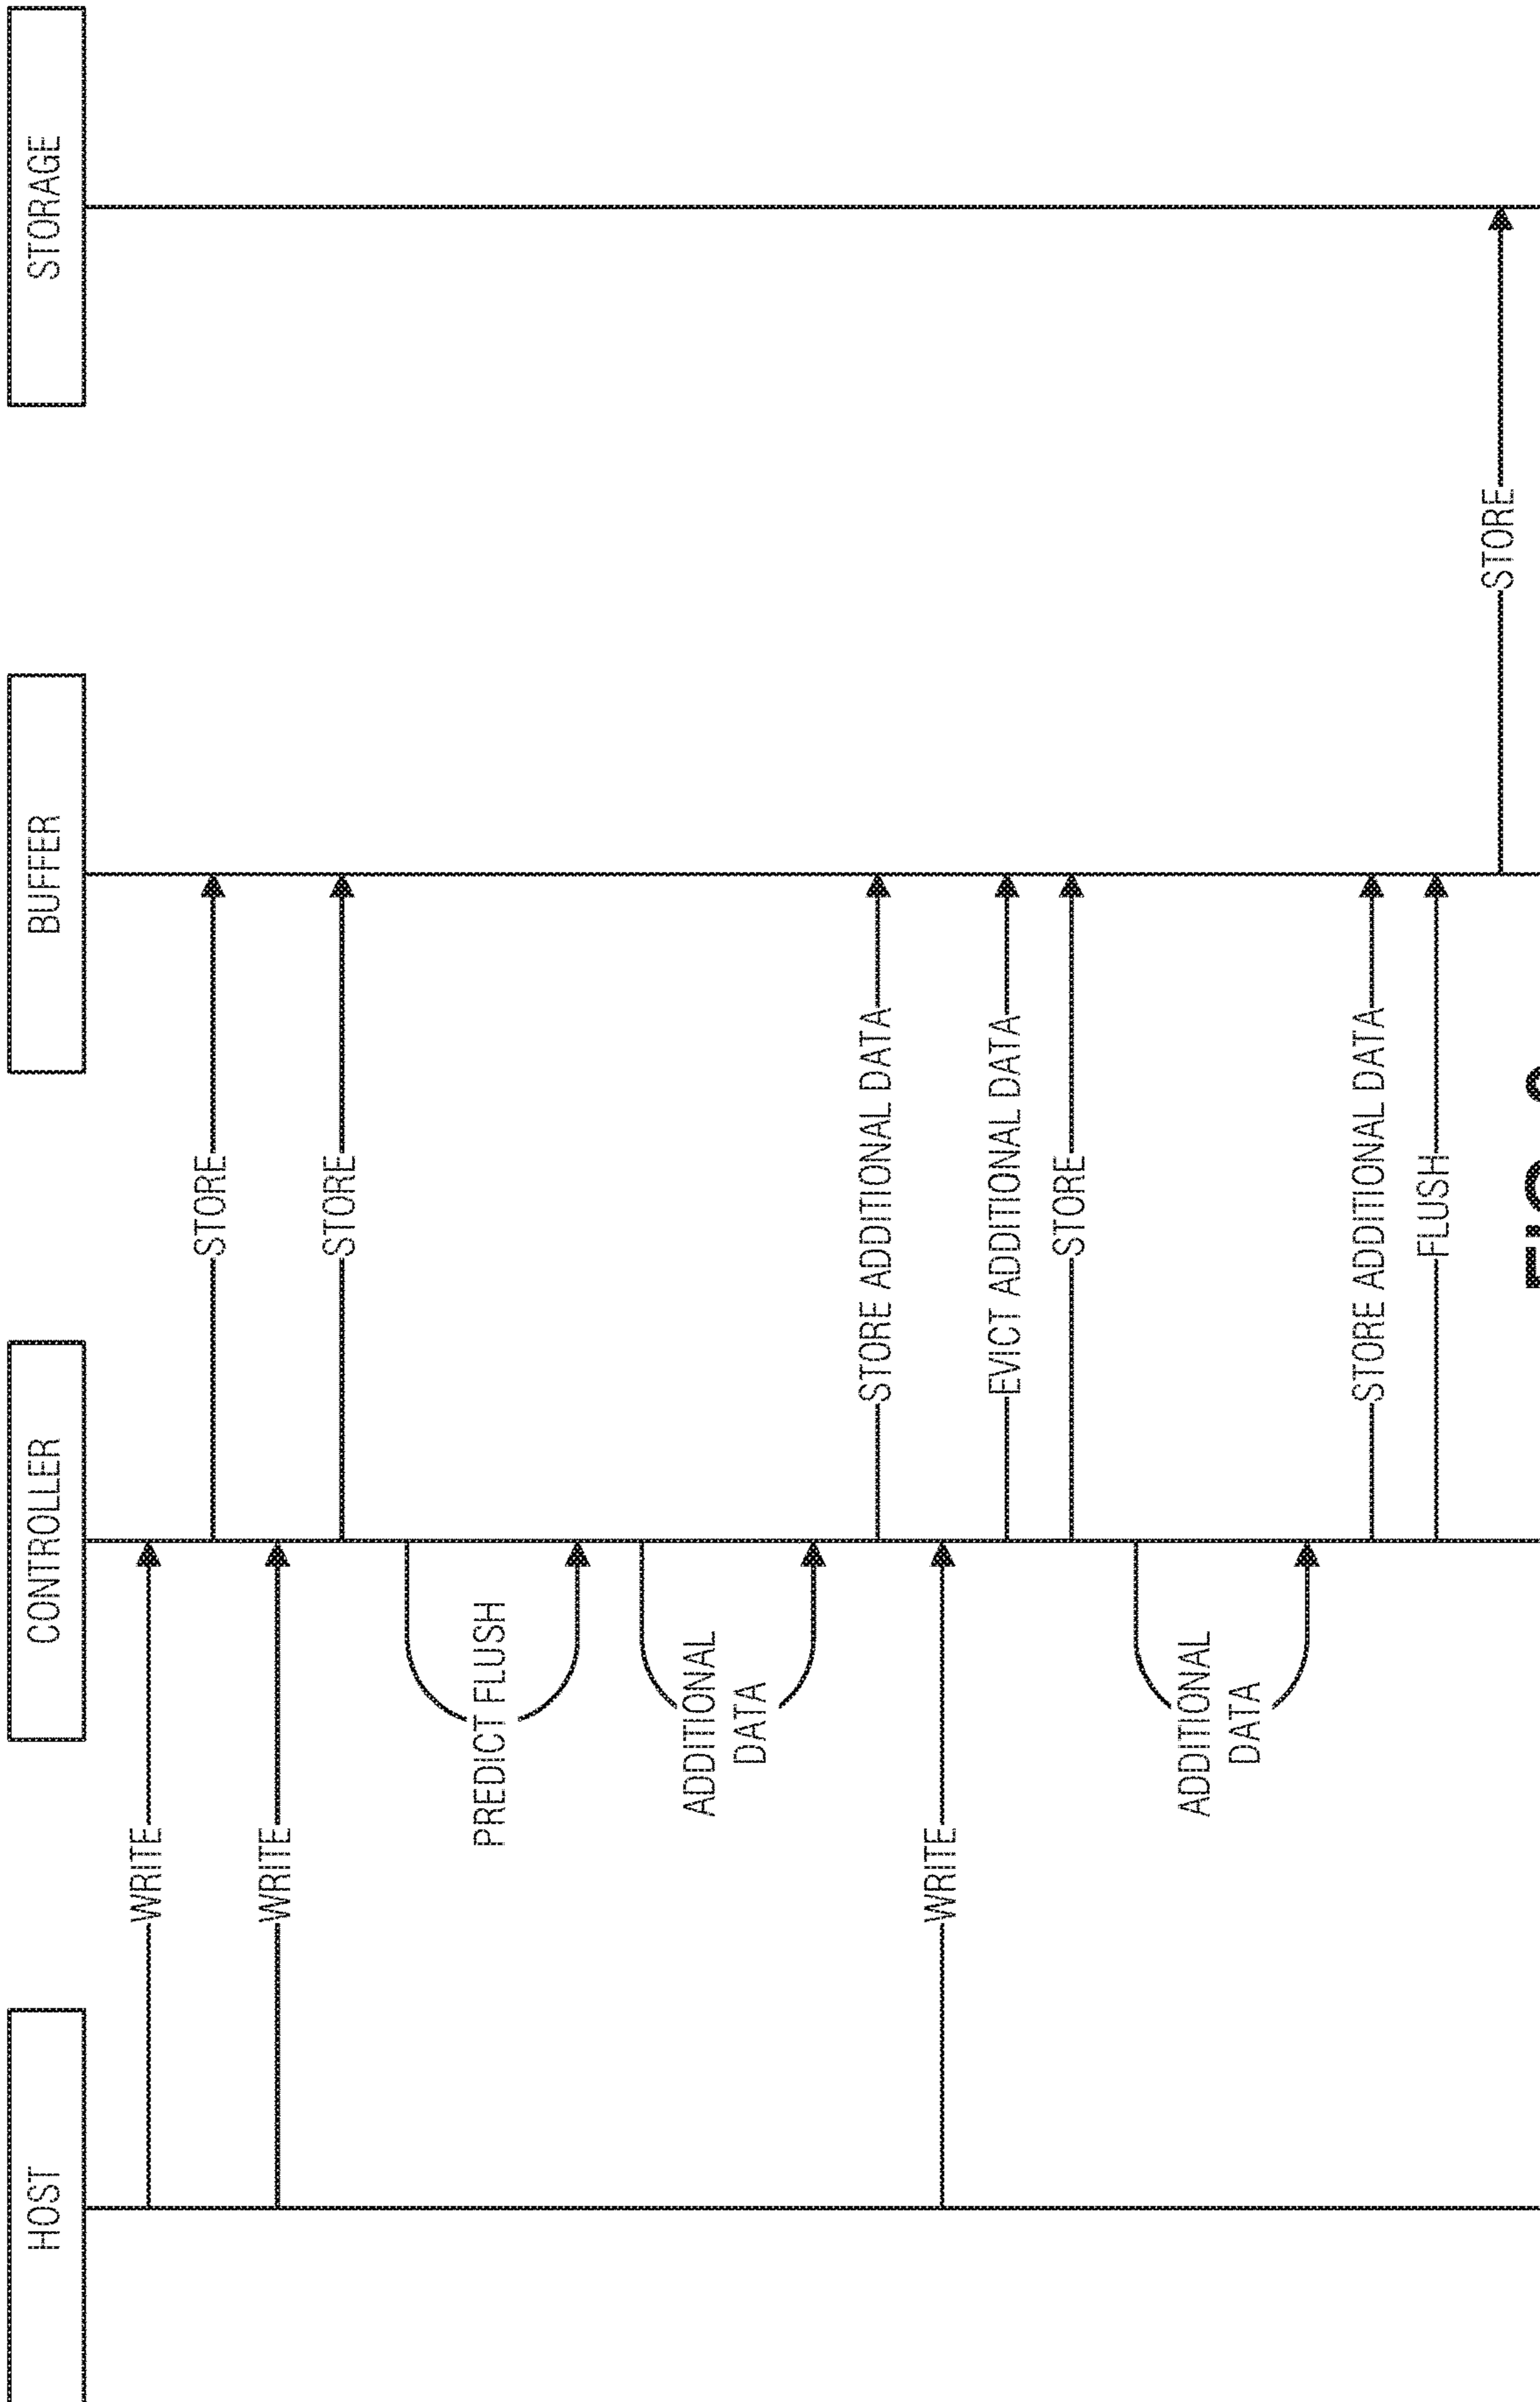 HOST
CONTROLLER
BUFFER
STORAGE
WRITE
STORE
WRITE
STORE
PREDICT FLUSH
ADDITIONAL
DATA
STORE ADDITIONAL DATA
WRITE
EVICT ADDITIONAL DATA
STORE
ADDITIONAL
DATA
STORE ADDITIONAL DATA
FLUSH
STORE